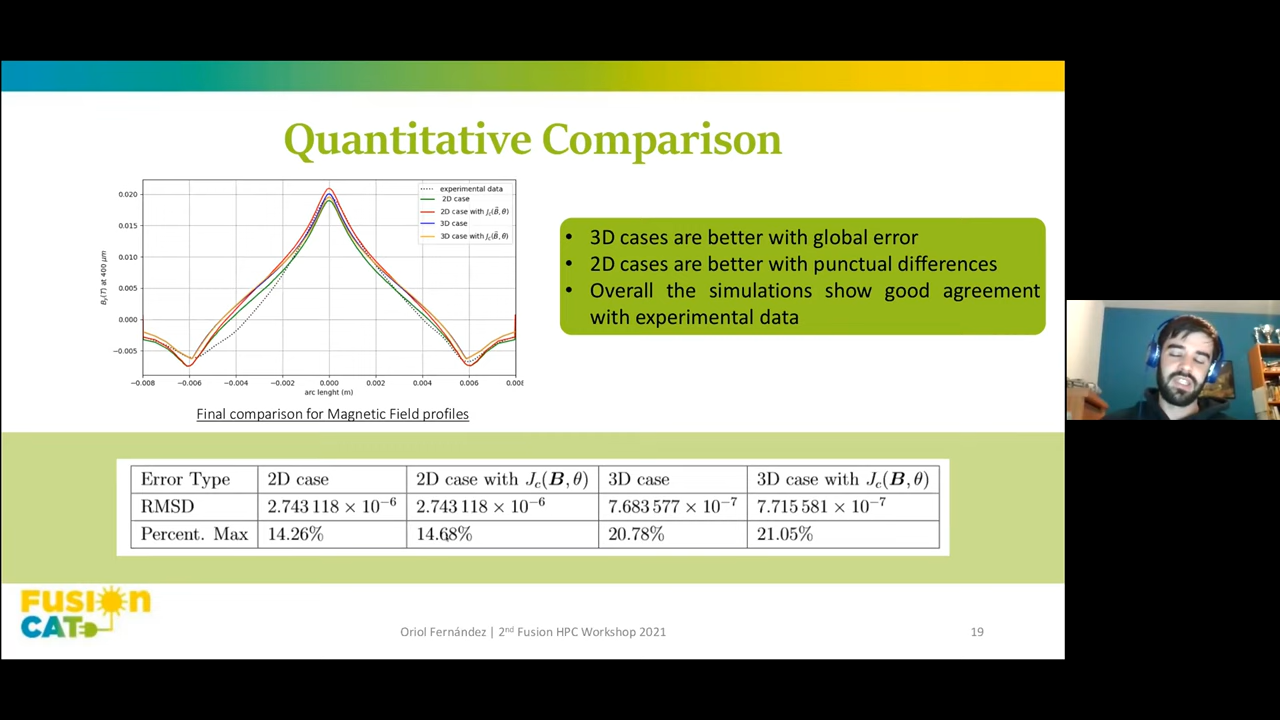 Quantitative Comparison
0.020
0.015
0.010
0.005
0.000
−0.005
−0.008
−0.006
−0.004
−0.002
0.000
0.002
0.004
0.006
0.008
arc lenght (m)
experimental data
2D case
2D case with J_c(B⃗, θ)
3D case
3D case with J_c(B⃗, θ)
Final comparison for Magnetic Field profiles
• 3D cases are better with global error
• 2D cases are better with punctual differences
• Overall the simulations show good agreement
with experimental data
Error Type 2D case 2D case with J_c(B, θ) 3D case 3D case with J_c(B, θ)
RMSD 2.743 118 × 10⁻⁶ 2.743 118 × 10⁻⁶ 7.683 577 × 10⁻⁷ 7.715 581 × 10⁻⁷
Percent. Max 14.26% 14.68% 20.78% 21.05%
FUSION
CAT
Oriol Fernández | 2nd Fusion HPC Workshop 2021
19